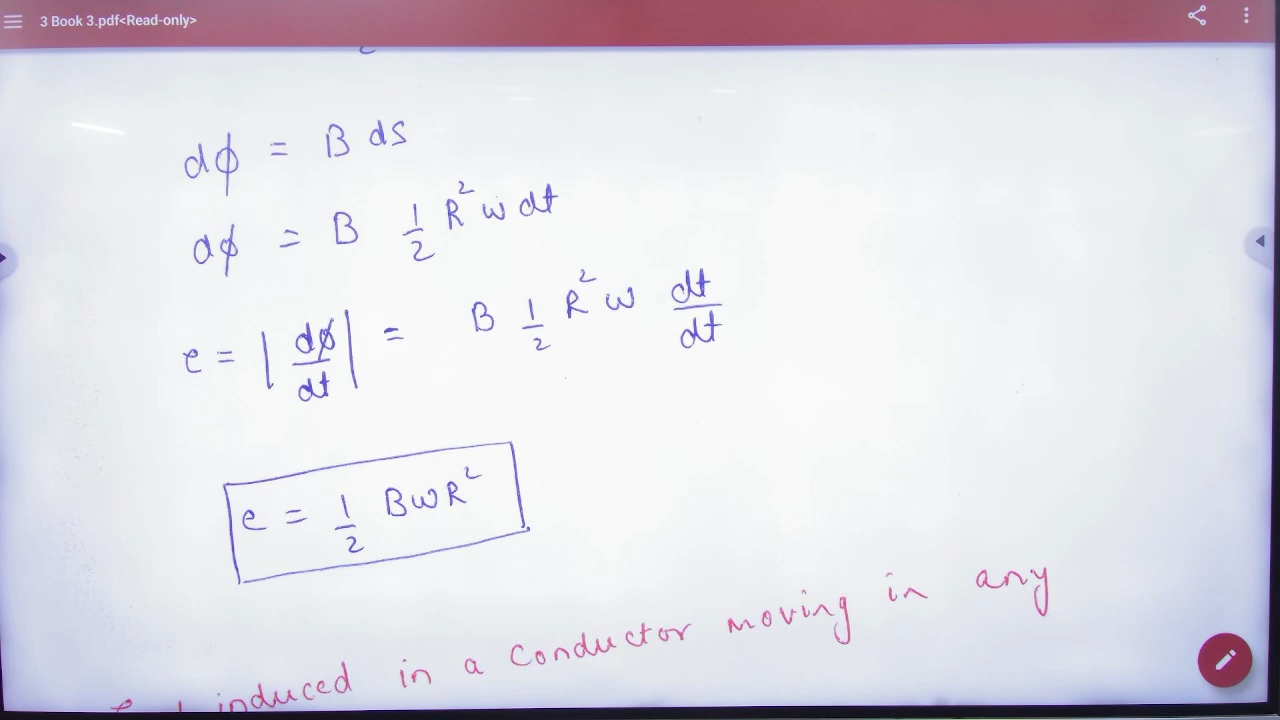 3 Book 3.pdf<Read-only>
dϕ = B ds
dϕ = B 1/2 R² ω dt
e = |dϕ/dt| = B 1/2 R² ω dt/dt
e = 1/2 BωR²
induced in a conductor moving in any